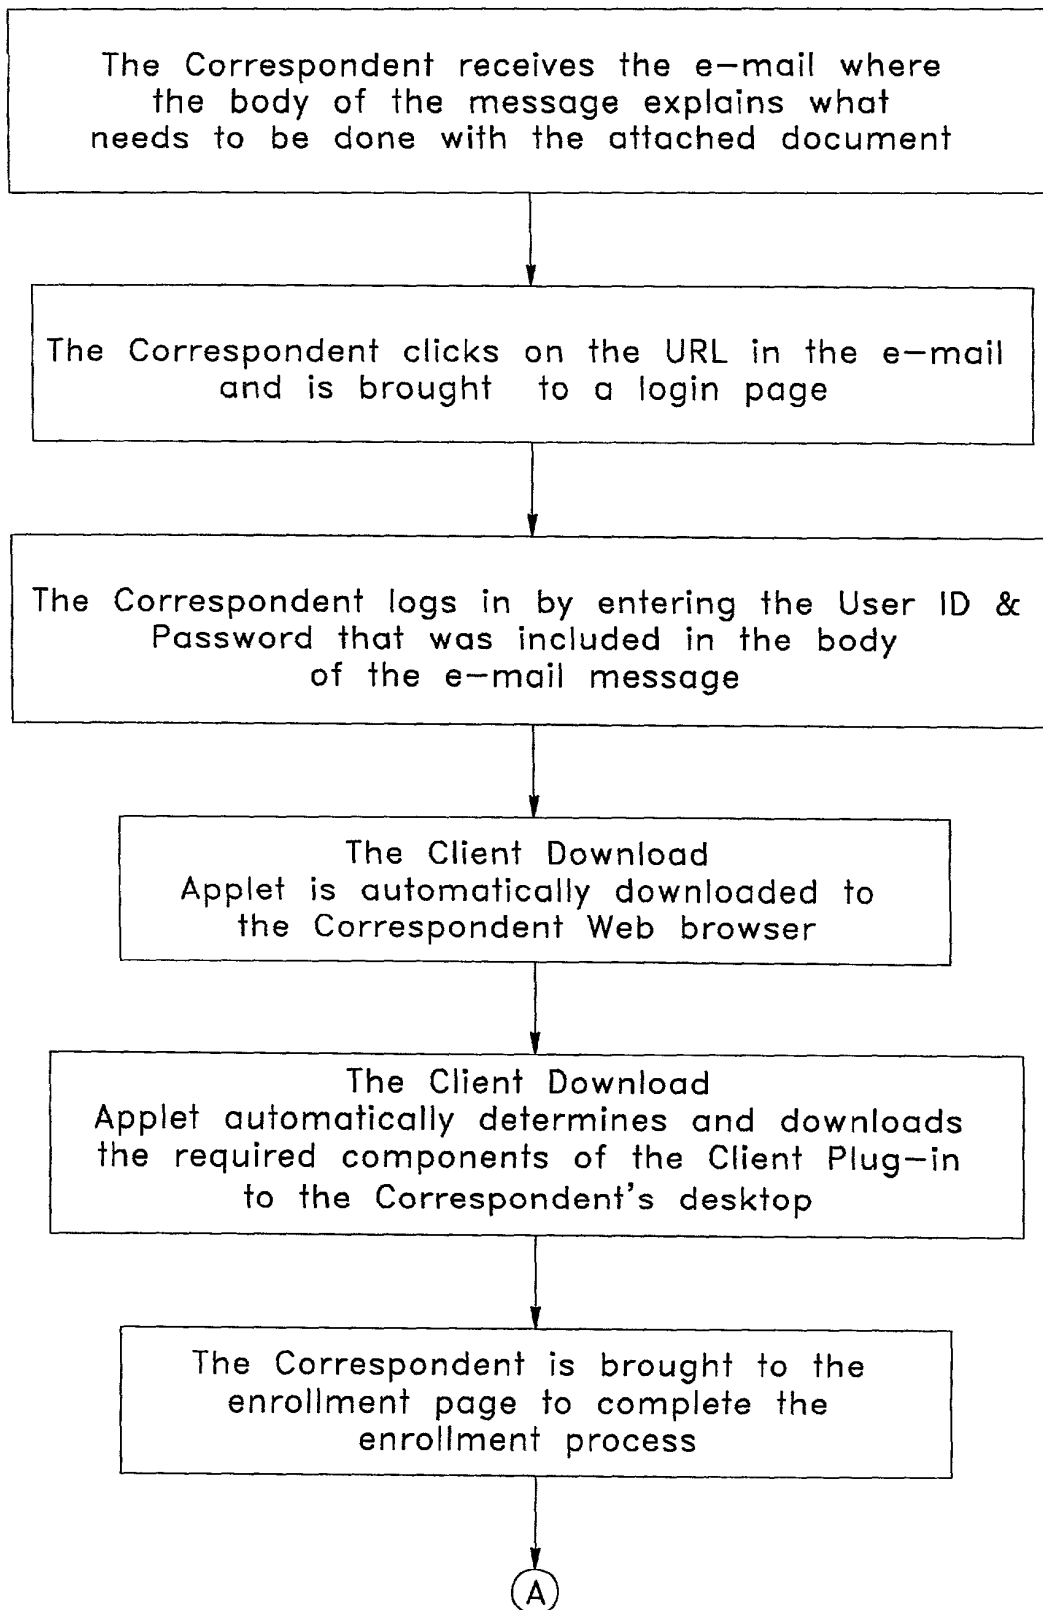 The Correspondent receives the e-mail where
the body of the message explains what
needs to be done with the attached document
The Correspondent clicks on the URL in the e-mail
and is brought to a login page
The Correspondent logs in by entering the User ID &
Password that was included in the body
of the e-mail message
The Client Download
Applet is automatically downloaded to
the Correspondent Web browser
The Client Download
Applet automatically determines and downloads
the required components of the Client Plug-in
to the Correspondent's desktop
The Correspondent is brought to the
enrollment page to complete the
enrollment process
A